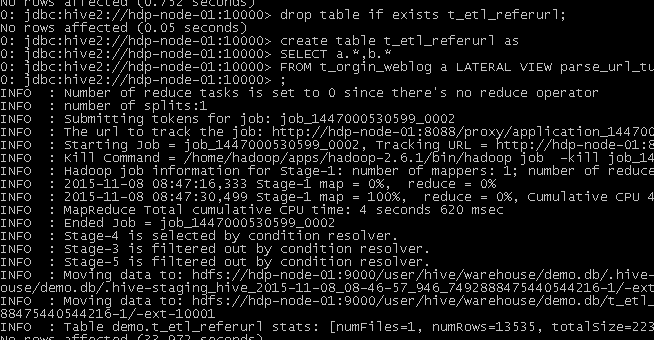 No rows affected (0.752 seconds)
0: jdbc:hive2://hdp-node-01:10000> drop table if exists t_etl_referurl;
No rows affected (0.05 seconds)
0: jdbc:hive2://hdp-node-01:10000> create table t_etl_referurl as
0: jdbc:hive2://hdp-node-01:10000> SELECT a.*,b.*
0: jdbc:hive2://hdp-node-01:10000> FROM t_orgin_weblog a LATERAL VIEW parse_url_tu
0: jdbc:hive2://hdp-node-01:10000> ;
INFO  : Number of reduce tasks is set to 0 since there's no reduce operator
INFO  : number of splits:1
INFO  : Submitting tokens for job: job_1447000530599_0002
INFO  : The url to track the job: http://hdp-node-01:8088/proxy/application_144700
INFO  : Starting Job = job_1447000530599_0002, Tracking URL = http://hdp-node-01:8
INFO  : Kill Command = /home/hadoop/apps/hadoop-2.6.1/bin/hadoop job  -kill job_14
INFO  : Hadoop job information for Stage-1: number of mappers: 1; number of reduce
INFO  : 2015-11-08 08:47:16,333 Stage-1 map = 0%,  reduce = 0%
INFO  : 2015-11-08 08:47:30,499 Stage-1 map = 100%,  reduce = 0%, Cumulative CPU 4
INFO  : MapReduce Total cumulative CPU time: 4 seconds 620 msec
INFO  : Ended Job = job_1447000530599_0002
INFO  : Stage-4 is selected by condition resolver.
INFO  : Stage-3 is filtered out by condition resolver.
INFO  : Stage-5 is filtered out by condition resolver.
INFO  : Moving data to: hdfs://hdp-node-01:9000/user/hive/warehouse/demo.db/.hive-
ouse/demo.db/.hive-staging_hive_2015-11-08_08-46-57_946_7492888475440544216-1/-ext
INFO  : Moving data to: hdfs://hdp-node-01:9000/user/hive/warehouse/demo.db/t_etl_
88475440544216-1/-ext-10001
INFO  : Table demo.t_etl_referurl stats: [numFiles=1, numRows=13535, totalSize=223
No rows affected (33.972 seconds)